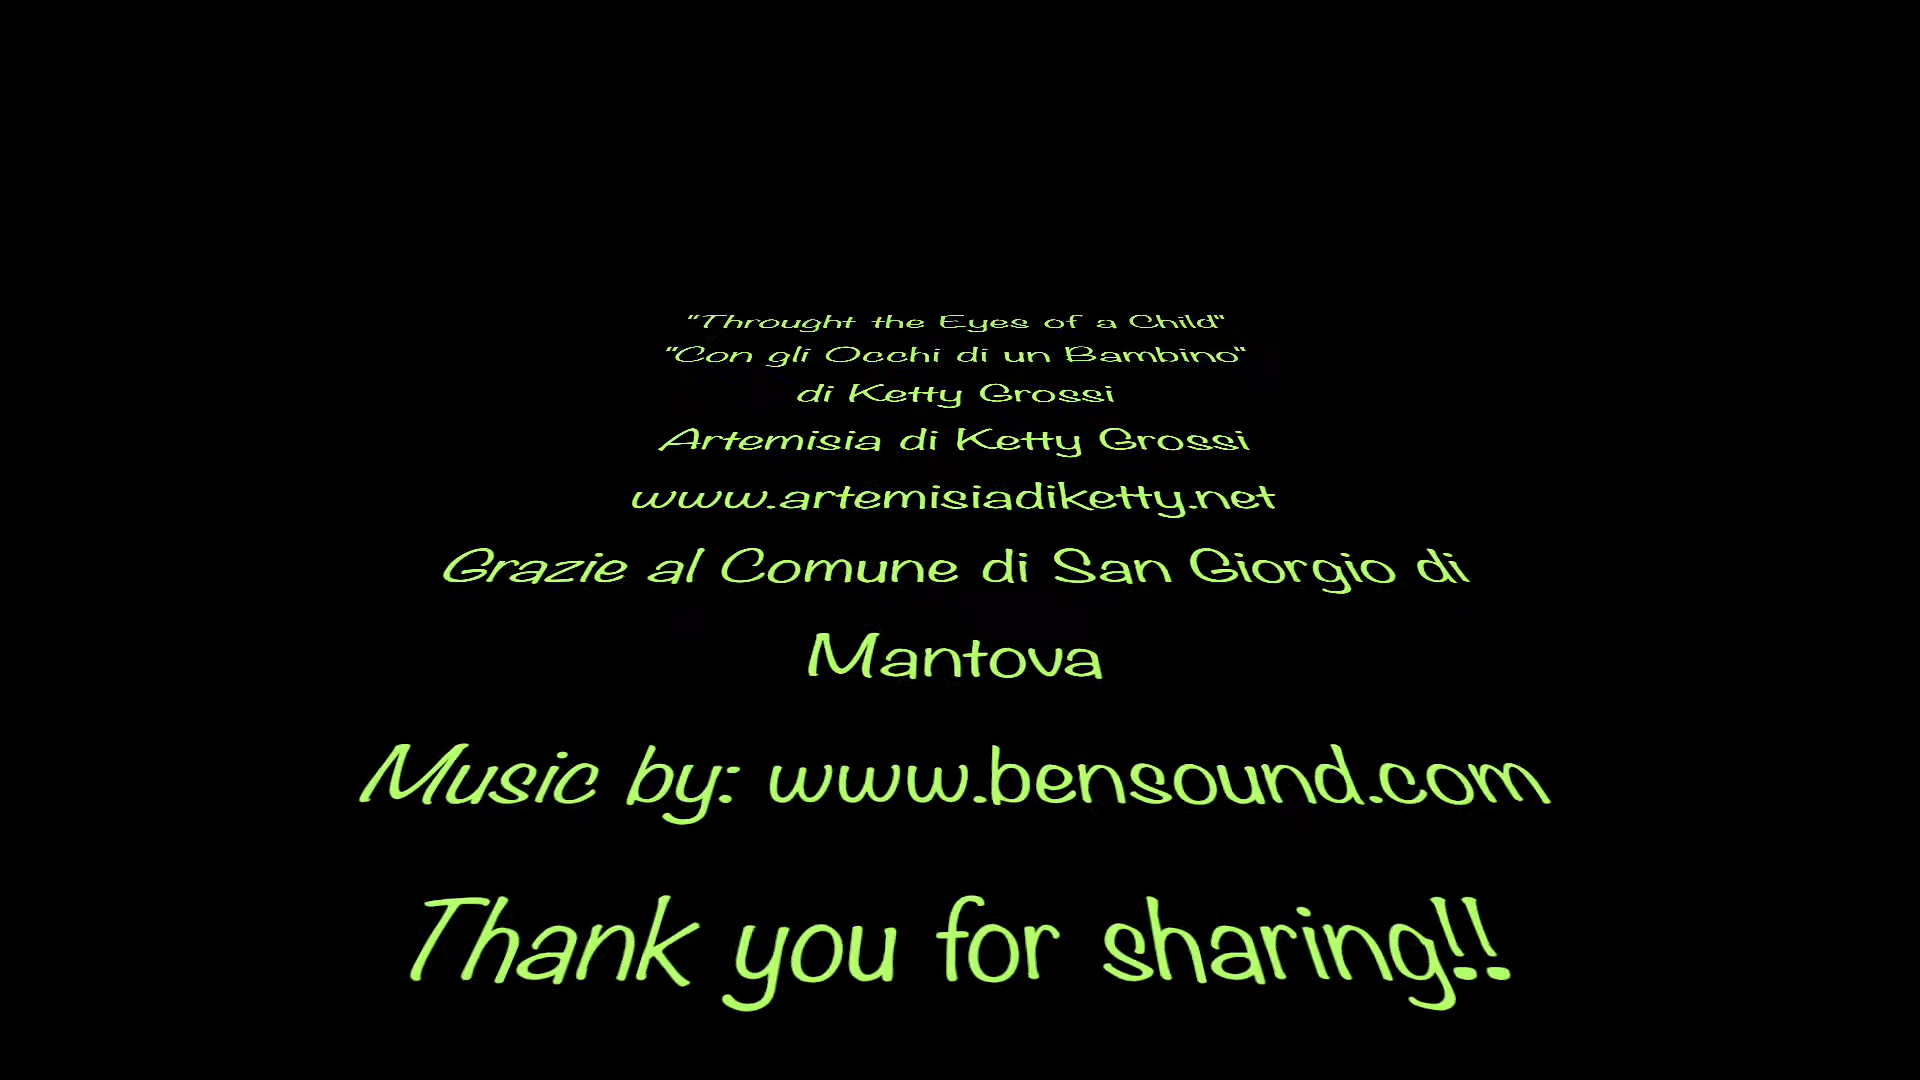 "Throught the Eyes of a Child"
"Con gli Occhi di un Bambino"
di Ketty Grossi
Artemisia di Ketty Grossi
www.artemisiadiketty.net
Grazie al Comune di San Giorgio di
Mantova
Music by: www.bensound.com
Thank you for sharing!!